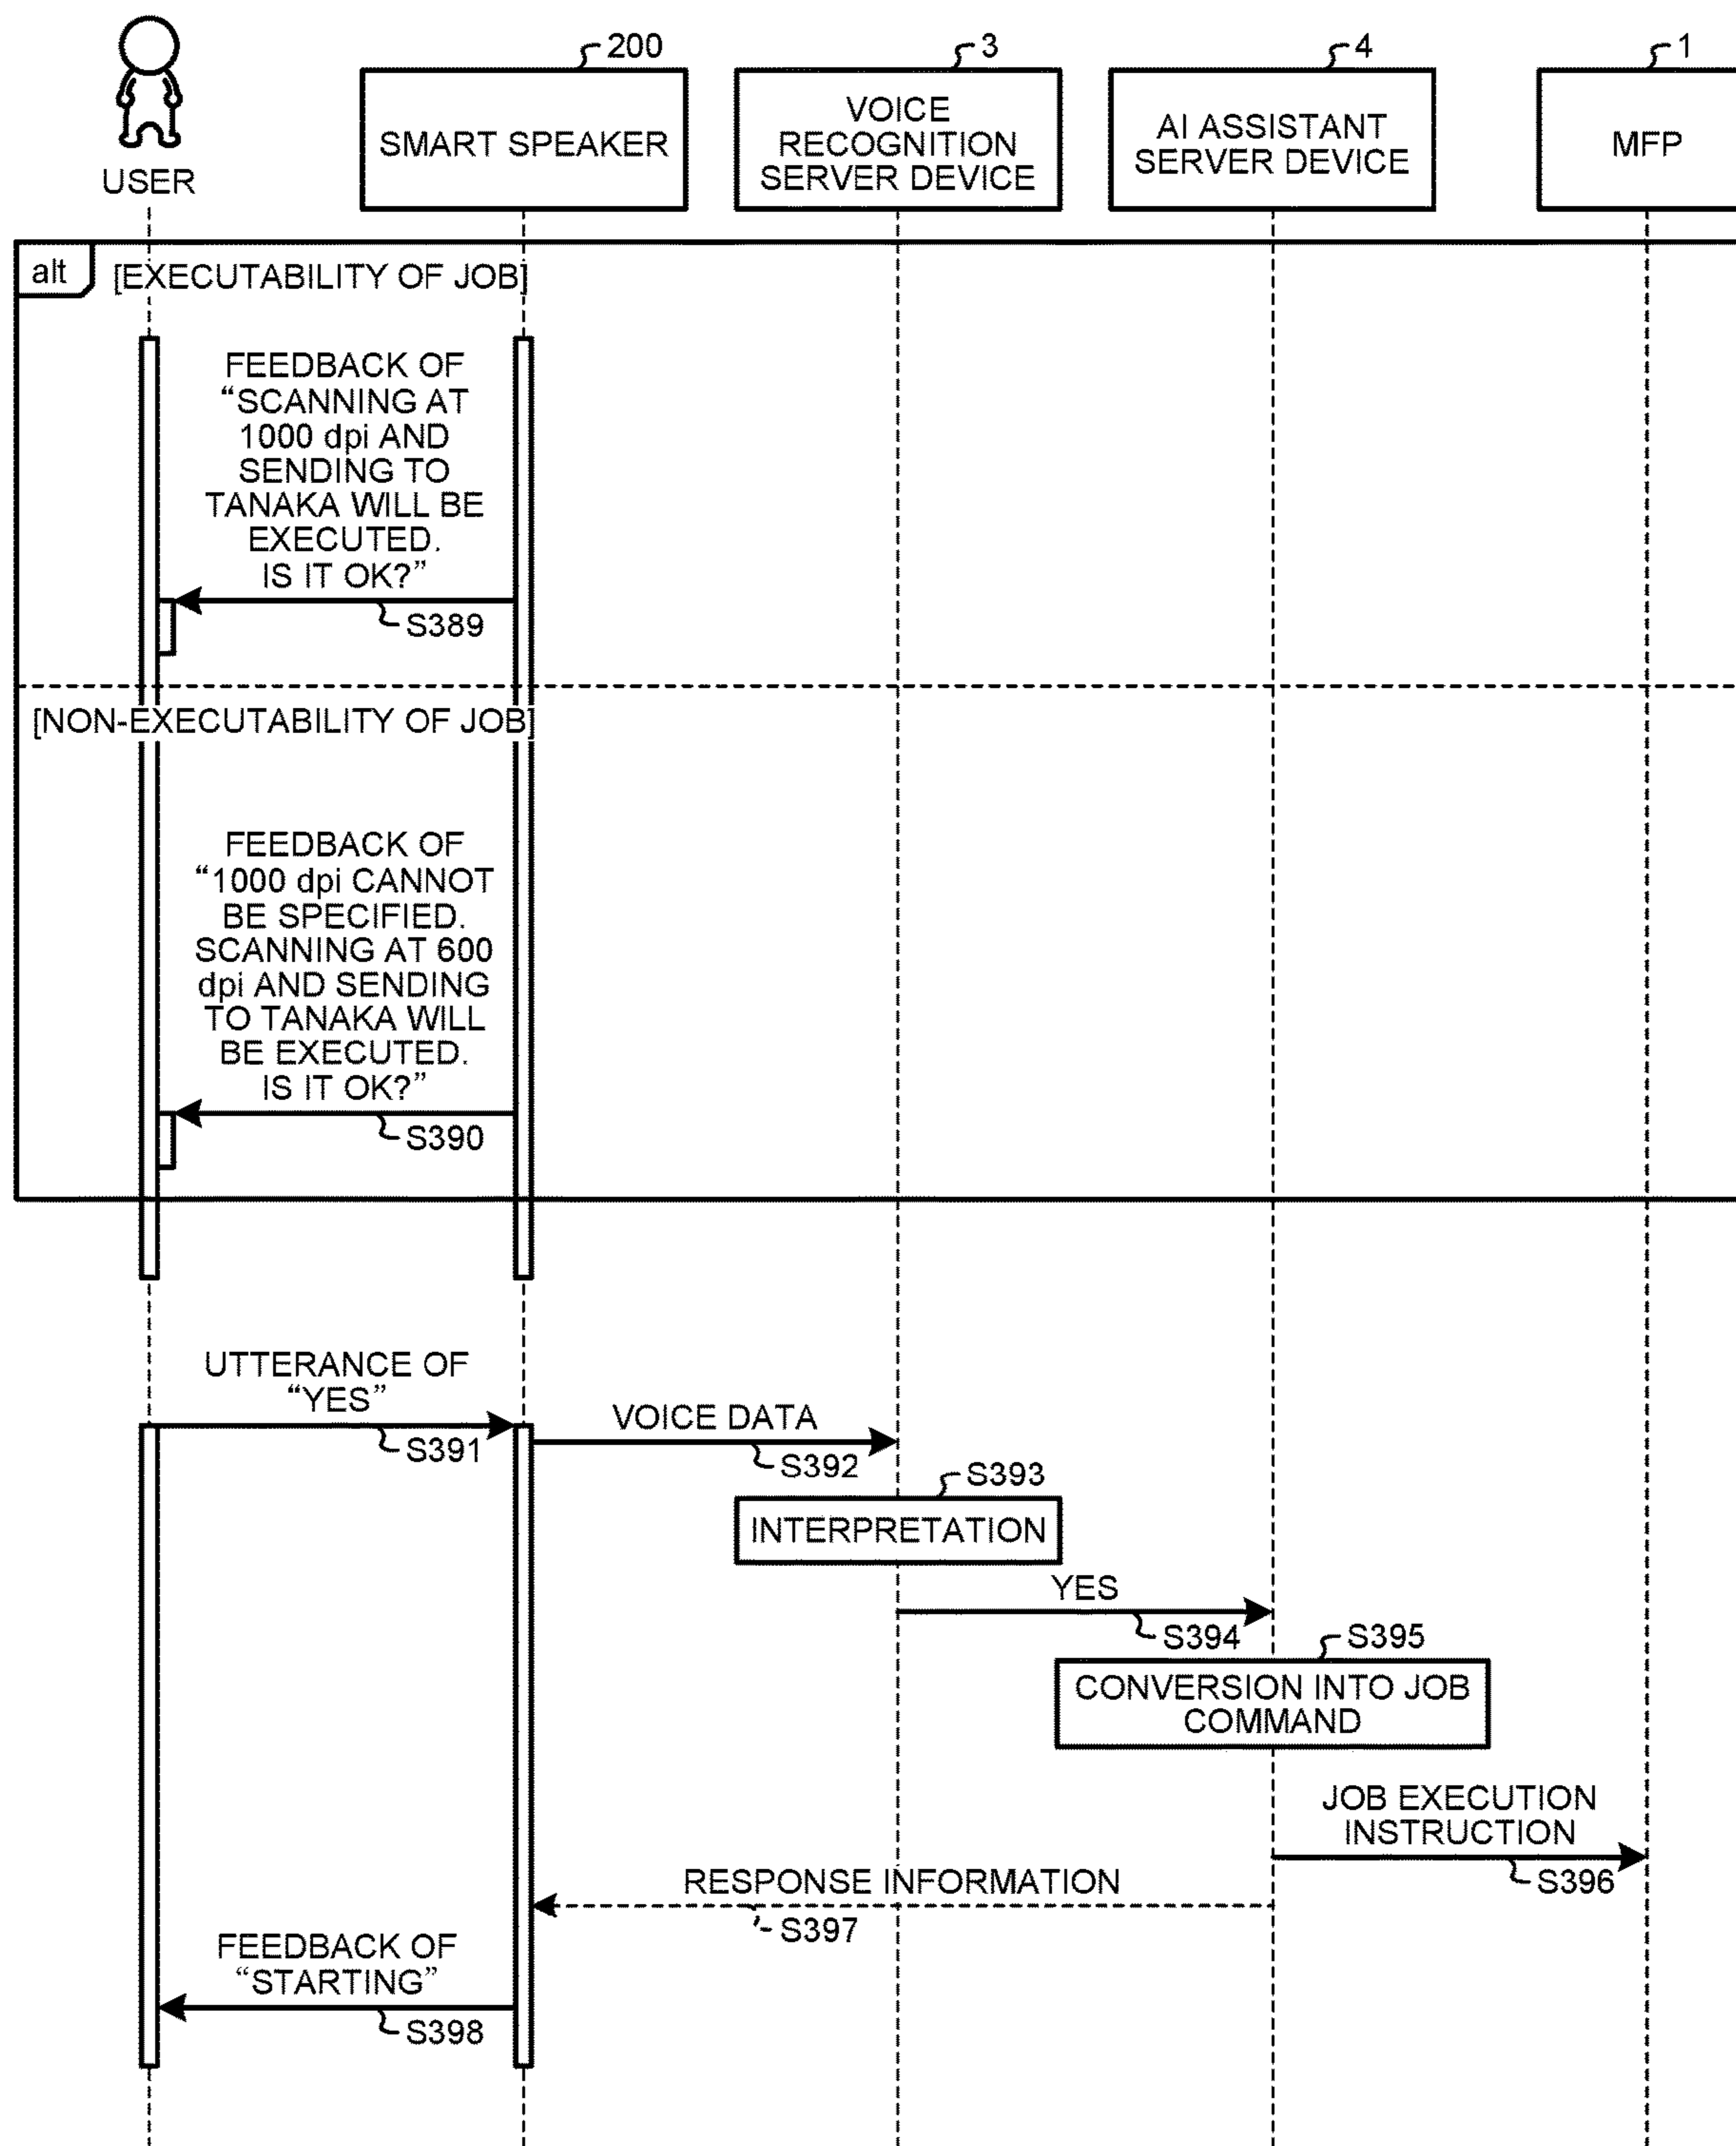 200
3
4
1
USER
SMART SPEAKER
VOICE
RECOGNITION
SERVER DEVICE
AI ASSISTANT
SERVER DEVICE
MFP
alt
[EXECUTABILITY OF JOB]
FEEDBACK OF
“SCANNING AT
1000 dpi AND
SENDING TO
TANAKA WILL BE
EXECUTED.
IS IT OK?”
S389
[NON-EXECUTABILITY OF JOB]
FEEDBACK OF
“1000 dpi CANNOT
BE SPECIFIED.
SCANNING AT 600
dpi AND SENDING
TO TANAKA WILL
BE EXECUTED.
IS IT OK?”
S390
UTTERANCE OF
“YES”
S391
VOICE DATA
S392
S393
INTERPRETATION
YES
S394
S395
CONVERSION INTO JOB
COMMAND
JOB EXECUTION
INSTRUCTION
S396
RESPONSE INFORMATION
S397
FEEDBACK OF
“STARTING”
S398